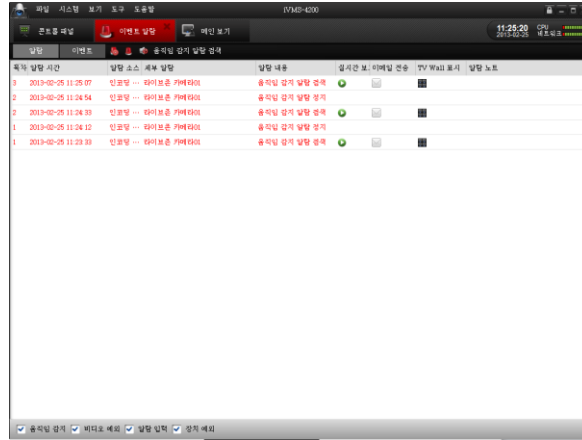 파일 시스템 보기 도구 도움말 iVMS-4200
콘트롤 패널 이벤트 알람 메인 보기 11:25:20 CPU
2013-02-25 네트워크
알람 이벤트 움직임 감지 알람 검색
알람 시간 알람 소스 세부 알람 알람 내용 실시간 보 이메일 전송 TV Wall 표시 알람 노트
3 2013-02-25 11:25:07 인코딩 ... 라이브존 카메라01 움직임 감지 알람 검색
2 2013-02-25 11:24:54 인코딩 ... 라이브존 카메라01 움직임 감지 알람 정지
2 2013-02-25 11:24:33 인코딩 ... 라이브존 카메라01 움직임 감지 알람 검색
1 2013-02-25 11:24:12 인코딩 ... 라이브존 카메라01 움직임 감지 알람 정지
1 2013-02-25 11:23:33 인코딩 ... 라이브존 카메라01 움직임 감지 알람 검색
움직임 감지 비디오 예외 알람 입력 장치 예외